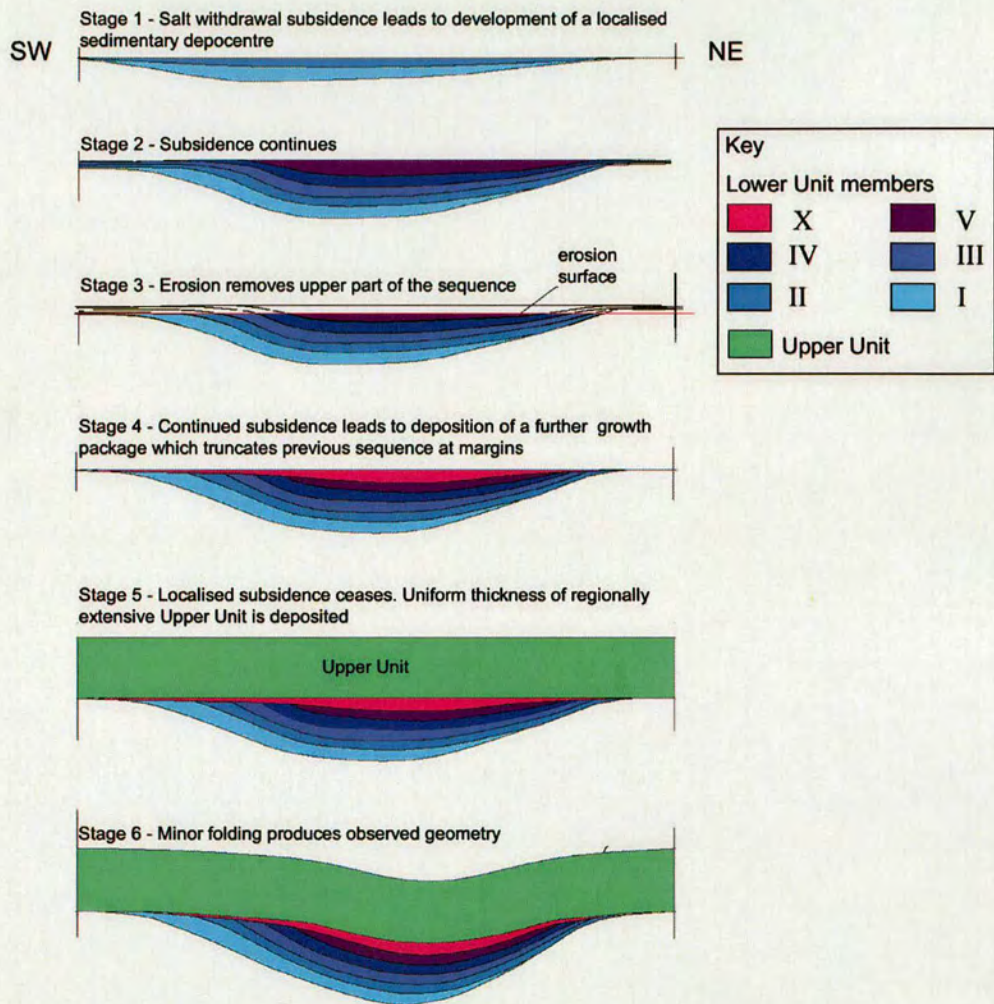 Stage 1 - Salt withdrawal subsidence leads to development of a localised
sedimentary depocentre
SW
NE
Stage 2 - Subsidence continues
Key
Lower Unit members
X
V
IV
III
II
I
Upper Unit
erosion
surface
Stage 3 - Erosion removes upper part of the sequence
Stage 4 - Continued subsidence leads to deposition of a further growth
package which truncates previous sequence at margins
Stage 5 - Localised subsidence ceases. Uniform thickness of regionally
extensive Upper Unit is deposited
Upper Unit
Stage 6 - Minor folding produces observed geometry